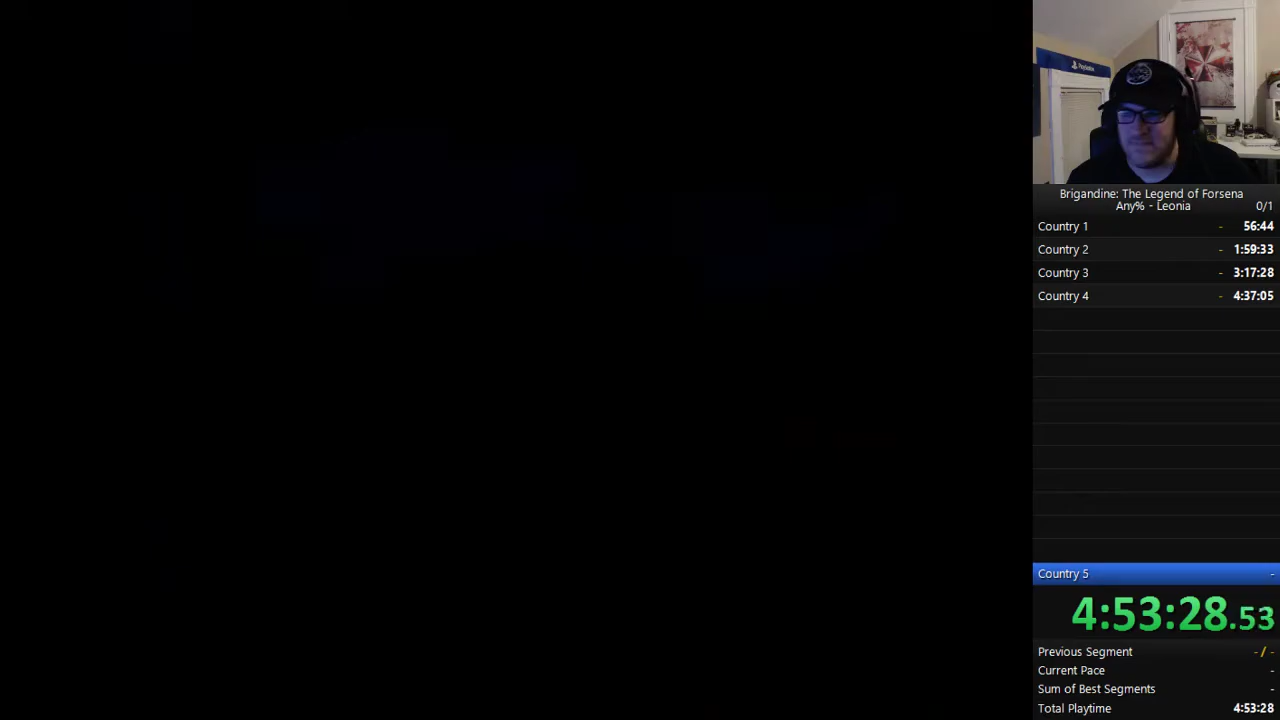 PlayStation
Brigandine: The Legend of Forsena
Any% - Leonia 0/1
Country 1 - 56:44
Country 2 - 1:59:33
Country 3 - 3:17:28
Country 4 - 4:37:05
Country 5 -
4:53:28.53
Previous Segment - / -
Current Pace -
Sum of Best Segments -
Total Playtime 4:53:28